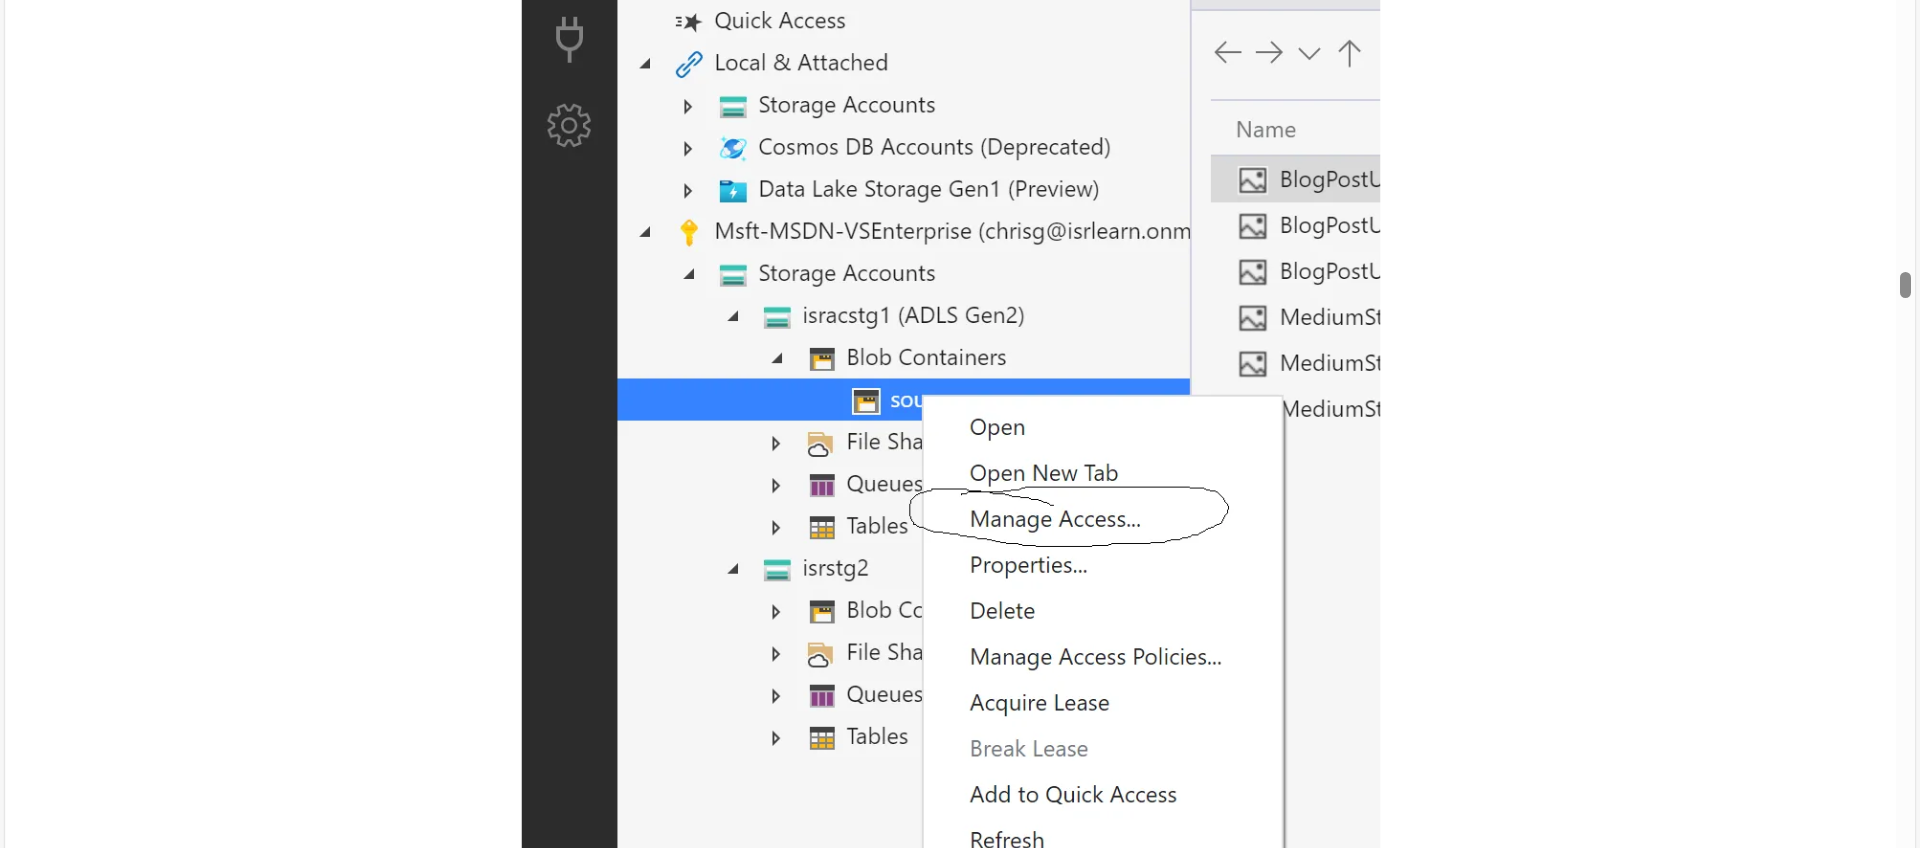 Quick Access
Local & Attached
Storage Accounts
Cosmos DB Accounts (Deprecated)
Data Lake Storage Gen1 (Preview)
Msft-MSDN-VSEnterprise (chrisg@isrlearn.onm
Storage Accounts
isracstg1 (ADLS Gen2)
Blob Containers
sou
File Sha
Queues
Tables
isrstg2
Blob Co
File Sha
Queues
Tables
Open
Open New Tab
Manage Access...
Properties...
Delete
Manage Access Policies...
Acquire Lease
Break Lease
Add to Quick Access
Refresh
Name
BlogPostU
BlogPostU
BlogPostU
MediumSt
MediumSt
MediumSt